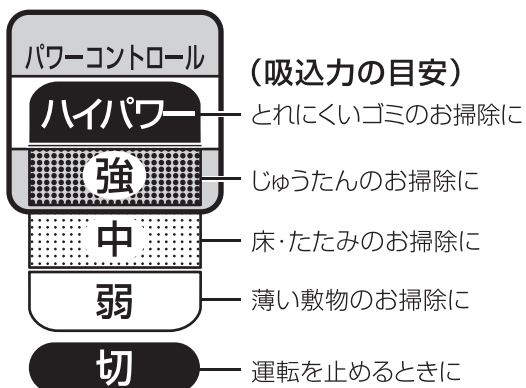 パワーコントロール
(吸込力の目安)
ハイパワー
とれにくいゴミのお掃除に
強
じゅうたんのお掃除に
中
床・たたみのお掃除に
弱
薄い敷物のお掃除に
切
運転を止めるときに